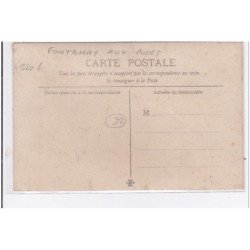 FONTENAY AUX ROSES
CARTE POSTALE
Tous les pays étrangers n'acceptent pas la correspondance au recto.
Se renseigner à la Poste
Partie réservée à la correspondance
Adresse du destinataire
M
92